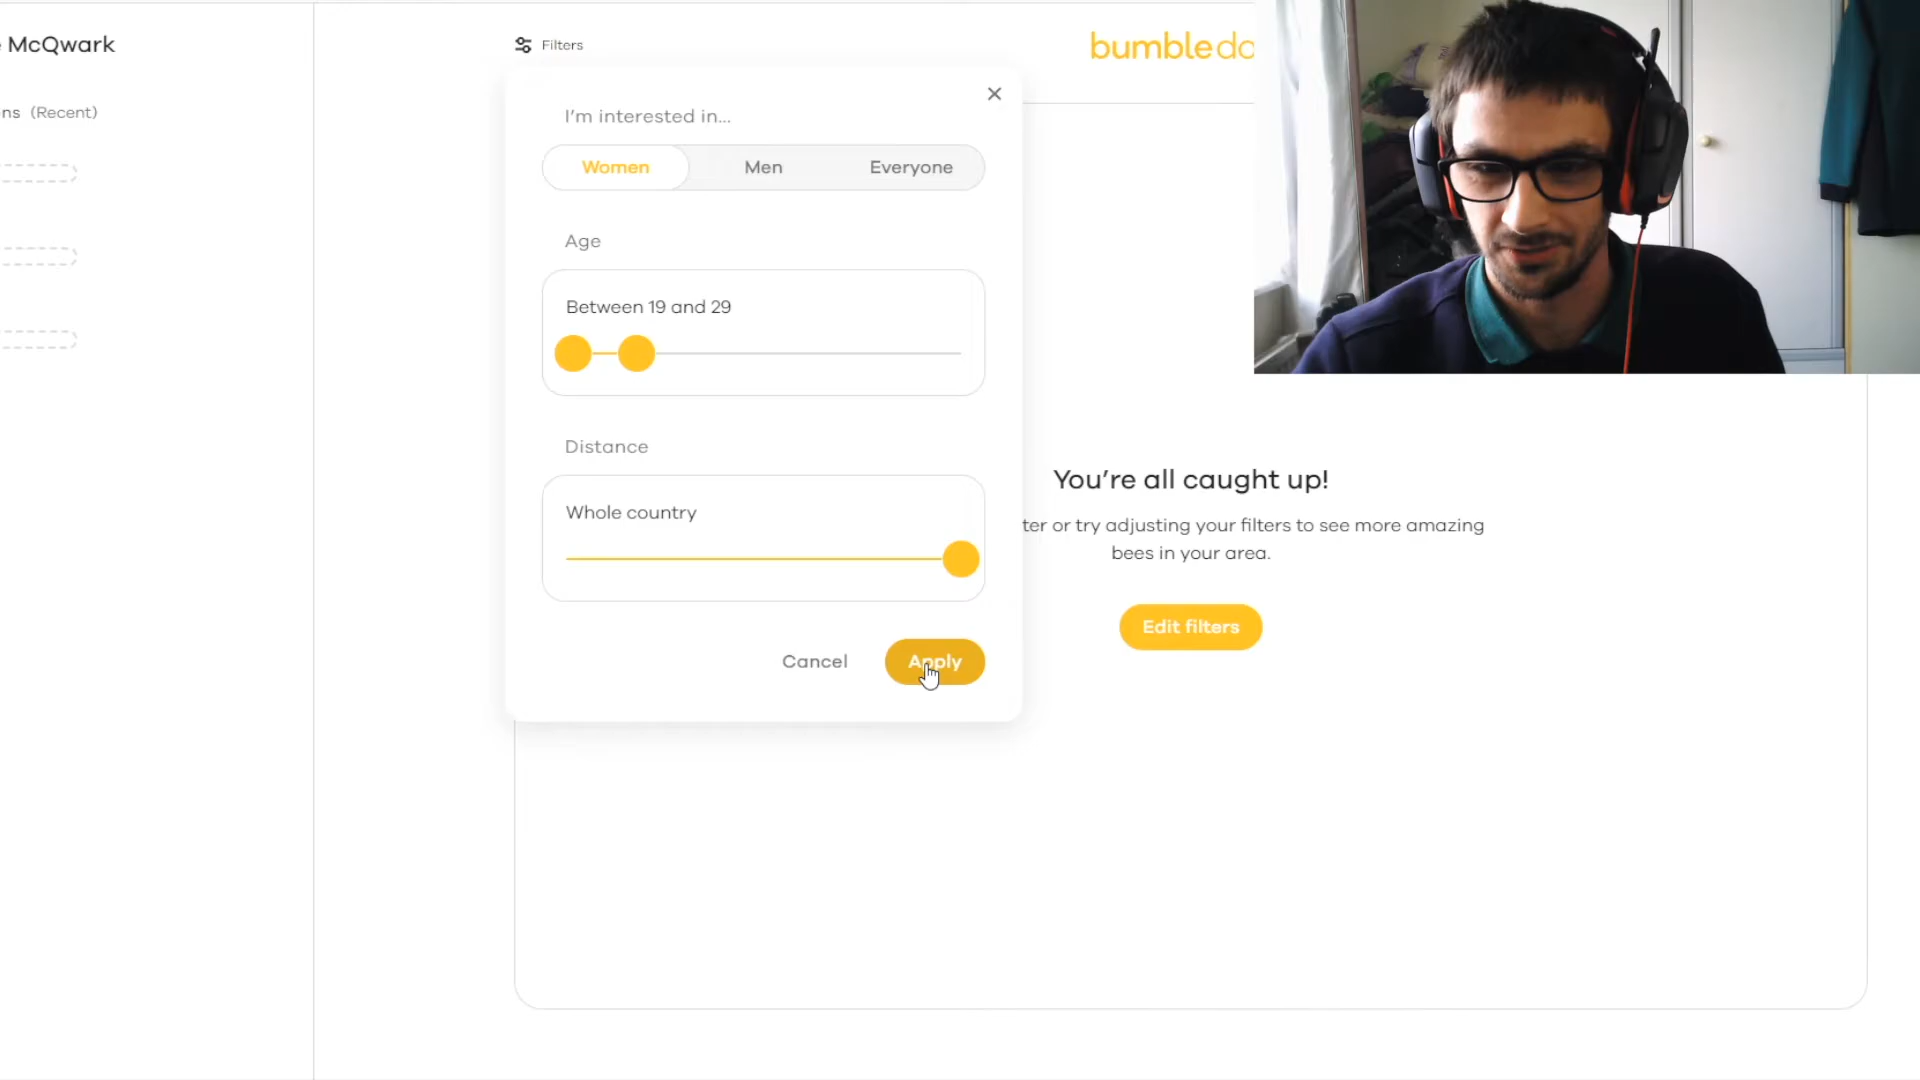 McQwark
(Recent)
Filters
bumble
I'm interested in...
Women Men Everyone
Age
Between 19 and 29
Distance
Whole country
Cancel Apply
You're all caught up!
or try adjusting your filters to see more amazing
bees in your area.
Edit filters